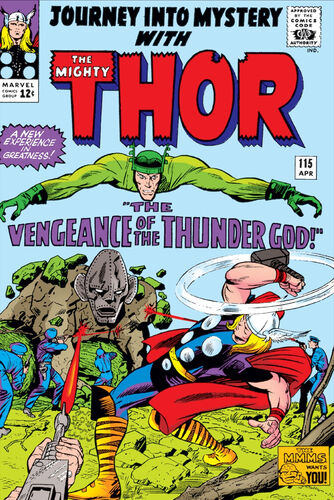 JOURNEY INTO MYSTERY
WITH
THE
MIGHTY
THOR
APPROVED
BY THE
COMICS
CODE
AUTHORITY
MARVEL
COMICS
GROUP
12¢
IND.
A NEW
EXPERIENCE
IN
GREATNESS!
115
APR
"THE
VENGEANCE OF THE THUNDER GOD!"
THE
M.M.M.S.
WANTS
YOU!